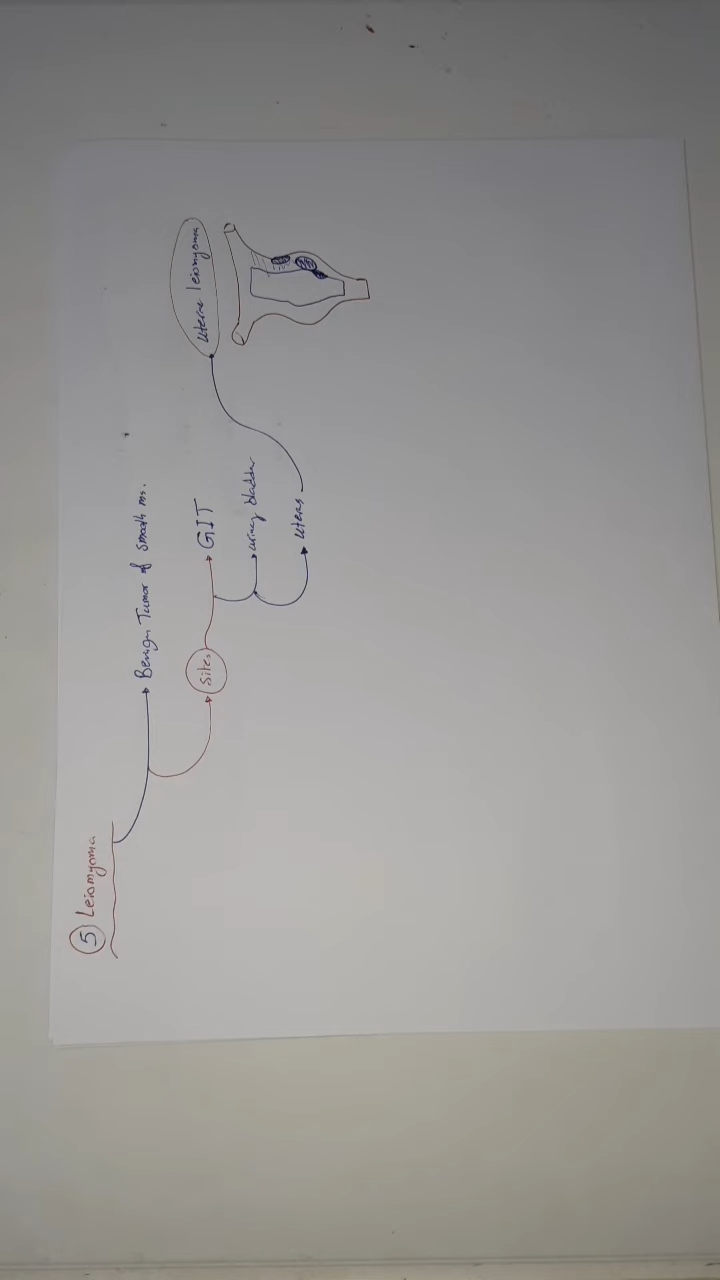 5 Leiomyoma
Benign Tumor of smooth ms.
Sites
GIT
urinary bladder
uterus
uterine leiomyoma